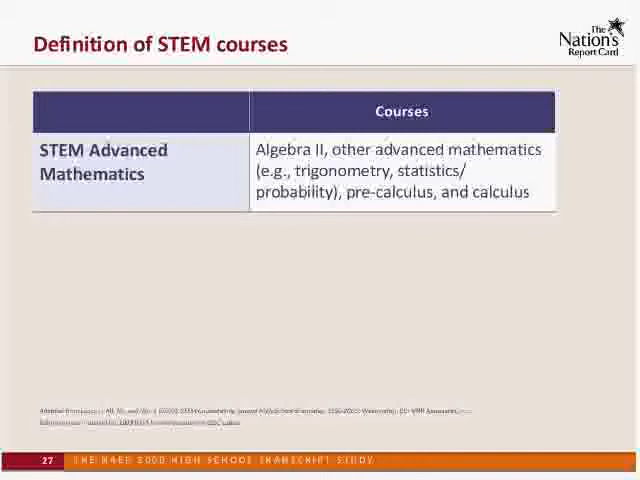 Definition of STEM courses
The
Nation's
Report Card
Courses
STEM Advanced
Mathematics
Algebra II, other advanced mathematics
(e.g., trigonometry, statistics/
probability), pre-calculus, and calculus
27 THE NAEP 2009 HIGH SCHOOL TRANSCRIPT STUDY